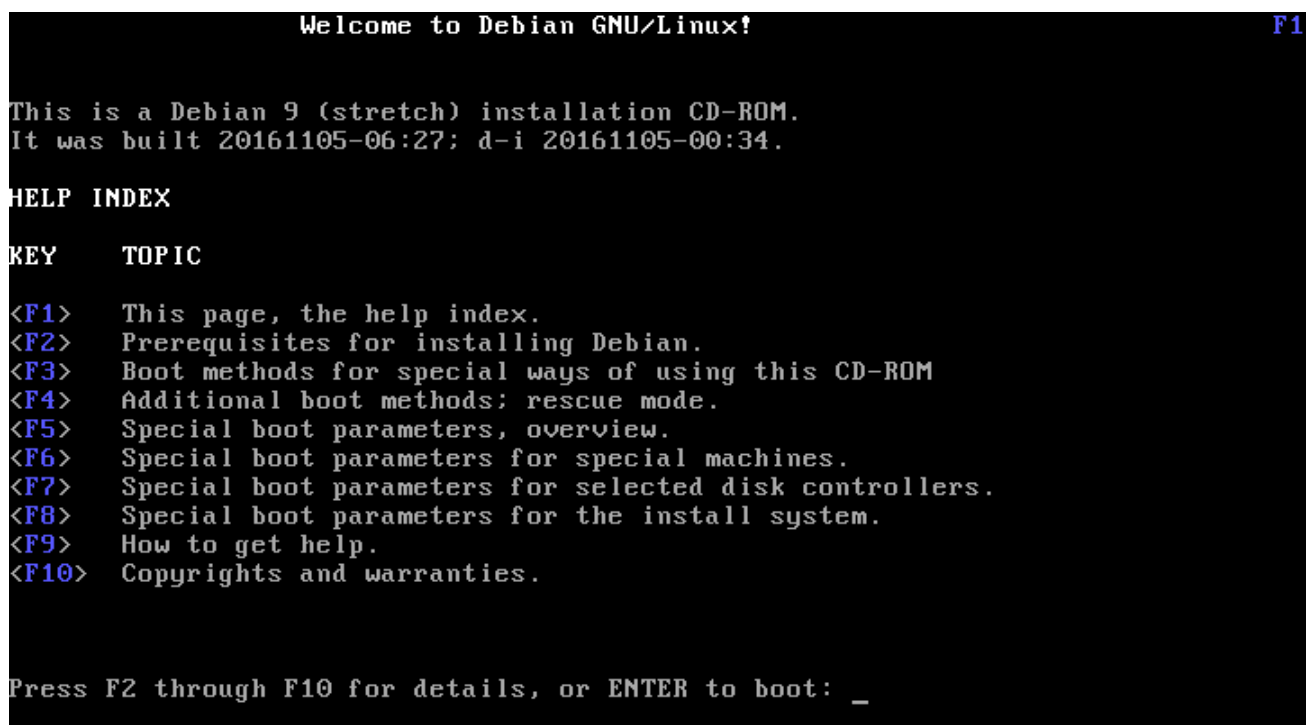 Welcome to Debian GNU/Linux! F1
This is a Debian 9 (stretch) installation CD-ROM.
It was built 20161105-06:27; d-i 20161105-00:34.
HELP INDEX
KEY TOPIC
<F1> This page, the help index.
<F2> Prerequisites for installing Debian.
<F3> Boot methods for special ways of using this CD-ROM
<F4> Additional boot methods; rescue mode.
<F5> Special boot parameters, overview.
<F6> Special boot parameters for special machines.
<F7> Special boot parameters for selected disk controllers.
<F8> Special boot parameters for the install system.
<F9> How to get help.
<F10> Copyrights and warranties.
Press F2 through F10 for details, or ENTER to boot: _